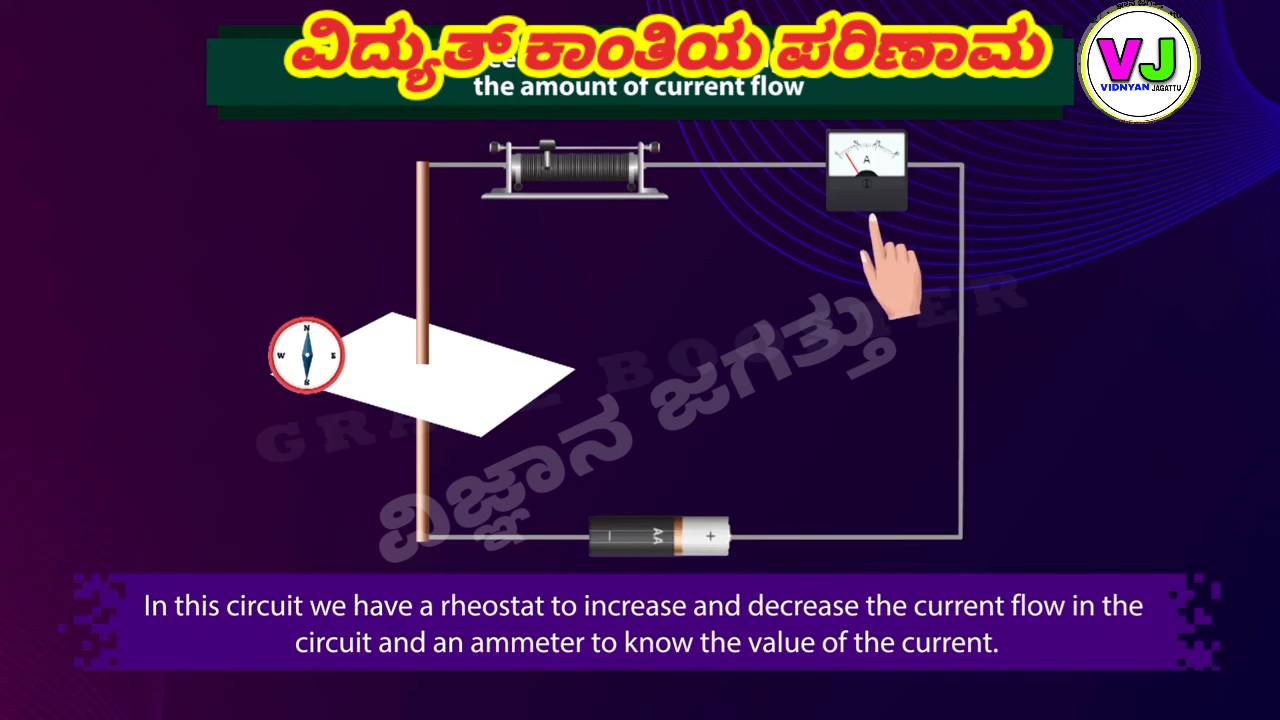 ವಿದ್ಯುತ್ ಕಾಂತಿಯ ಪರಿಣಾಮ
the amount of current flow
VJ
VIDNYAN JAGATTU
A
N
W E
S
ವಿಜ್ಞಾನ ಜಗತ್ತು
− AA +
In this circuit we have a rheostat to increase and decrease the current flow in the
circuit and an ammeter to know the value of the current.